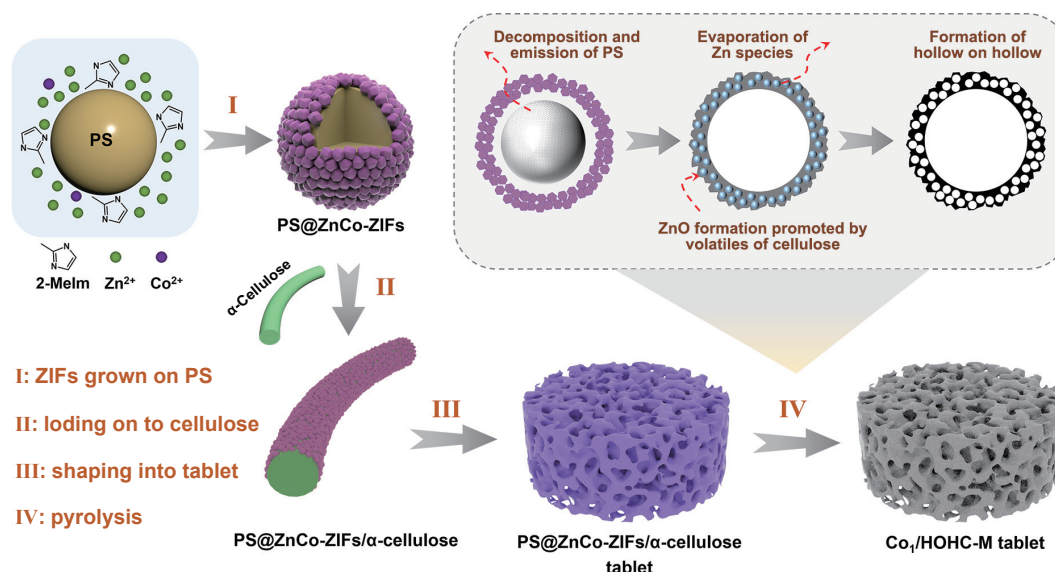 PS
N
N
N
N
N
N
N
N
2-MeIm
Zn²⁺
Co²⁺
N
N
I
PS@ZnCo-ZIFs
Decomposition and
emission of PS
Evaporation of
Zn species
Formation of
hollow on hollow
ZnO formation promoted by
volatiles of cellulose
α-Cellulose
II
I: ZIFs grown on PS
II: loding on to cellulose
III: shaping into tablet
IV: pyrolysis
III
IV
PS@ZnCo-ZIFs/α-cellulose
PS@ZnCo-ZIFs/α-cellulose
tablet
Co₁/HOHC-M tablet